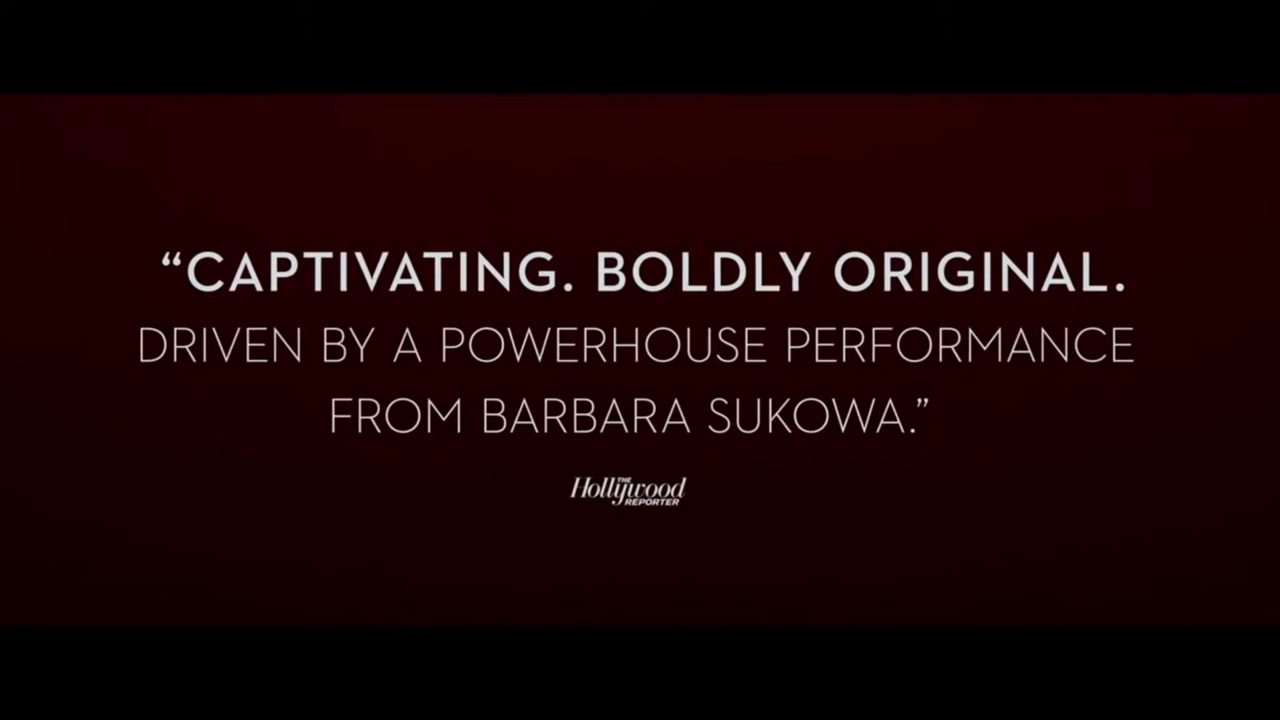 “CAPTIVATING. BOLDLY ORIGINAL.
DRIVEN BY A POWERHOUSE PERFORMANCE
FROM BARBARA SUKOWA.”
THE
Hollywood
REPORTER